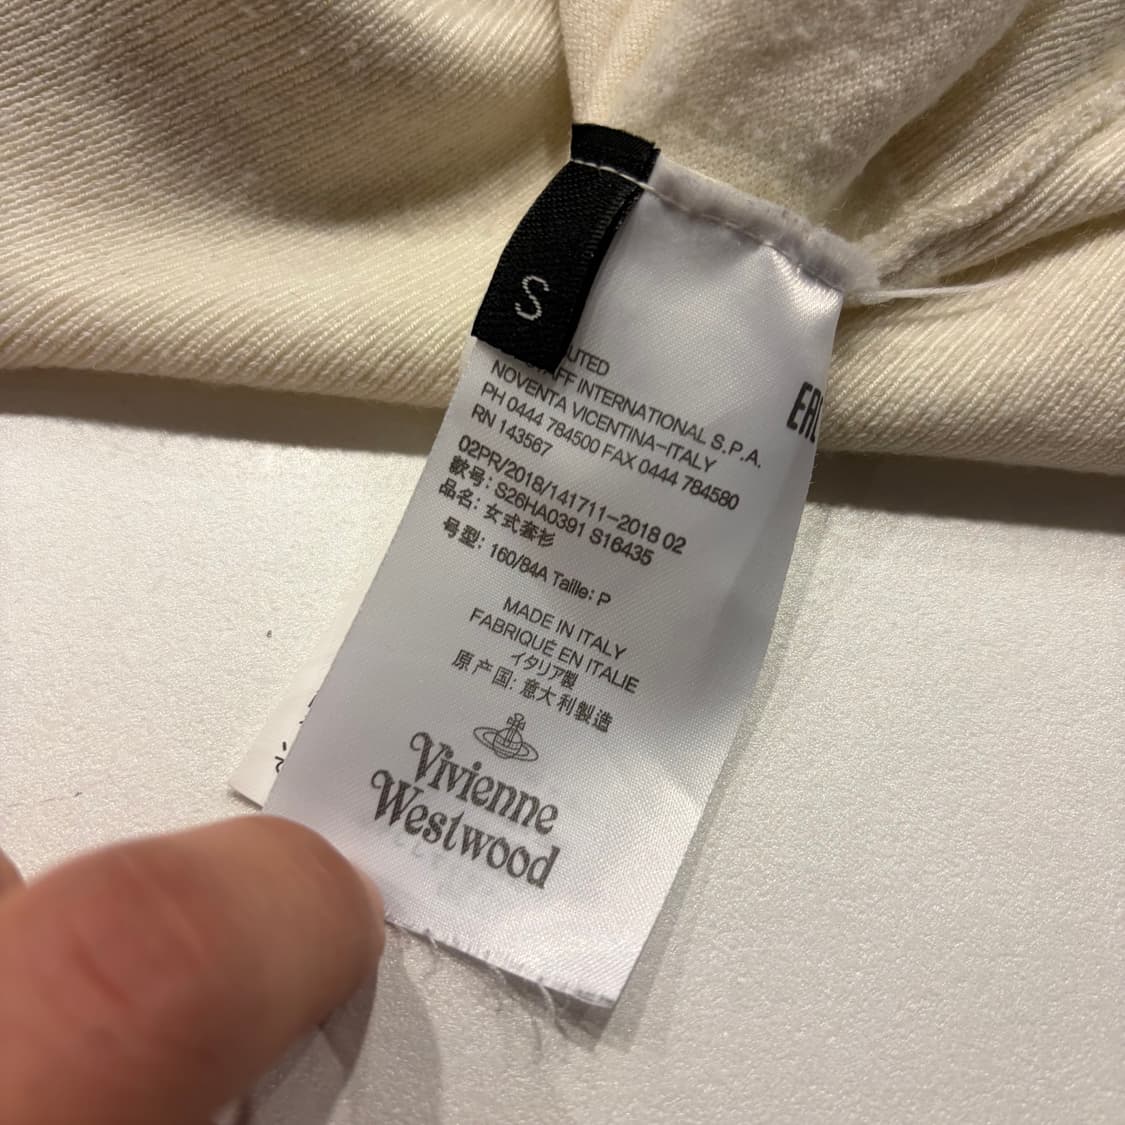 S
UTED
FF INTERNATIONAL S.P.A.
NOVENTA VICENTINA-ITALY
PH 0444 784500 FAX 0444 784580
RN 143567
02PR/2018/141711-2018 02
款号: S26HA0391 S16435
品名: 女式套衫
号型: 160/84A Taille: P
MADE IN ITALY
FABRIQUÉ EN ITALIE
イタリア製
原产国: 意大利製造
Vivienne
Westwood
EAC